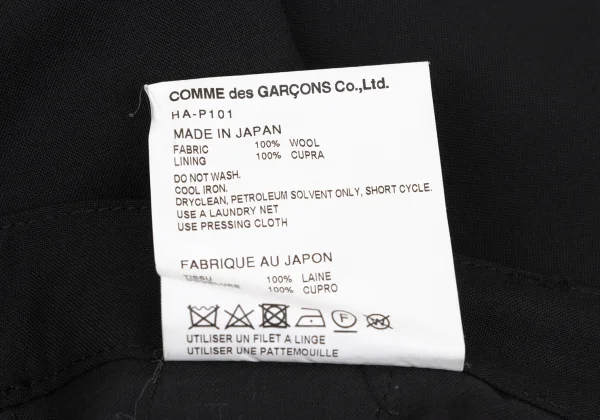 COMME des GARÇONS Co.,Ltd.
HA-P101
MADE IN JAPAN
FABRIC 100% WOOL
LINING 100% CUPRA
DO NOT WASH.
COOL IRON.
DRYCLEAN, PETROLEUM SOLVENT ONLY, SHORT CYCLE.
USE A LAUNDRY NET
USE PRESSING CLOTH
FABRIQUE AU JAPON
TISSU 100% LAINE
100% CUPRO
F W
UTILISER UN FILET A LINGE
UTILISER UNE PATTEMOUILLE